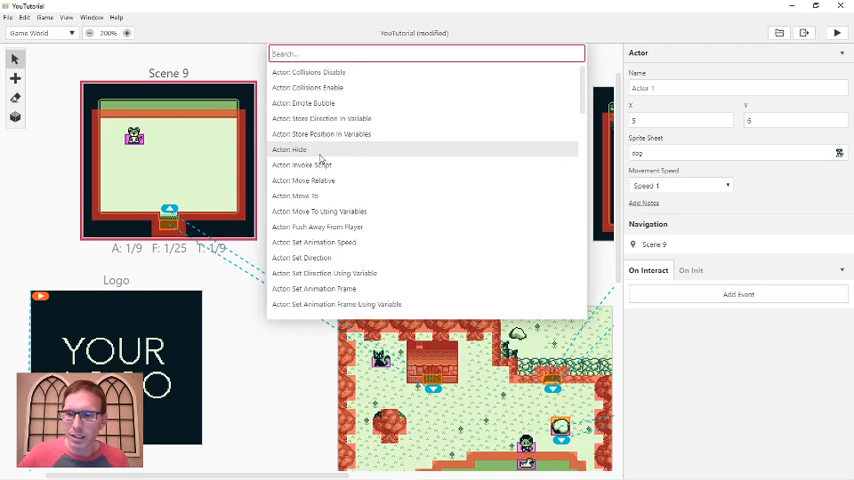 YouTutorial
File Edit Game View Window Help
Game World 200% YouTutorial (modified)
Scene 9
A: 1/9 F: 1/25 T: 1/9
Logo
YOUR
Search...
Actor: Collisions Disable
Actor: Collisions Enable
Actor: Emote Bubble
Actor: Store Direction In Variable
Actor: Store Position In Variables
Actor: Hide
Actor: Invoke Script
Actor: Move Relative
Actor: Move To
Actor: Move To Using Variables
Actor: Push Away From Player
Actor: Set Animation Speed
Actor: Set Direction
Actor: Set Direction Using Variable
Actor: Set Animation Frame
Actor: Set Animation Frame Using Variable
Actor
Name
Actor 1
X Y
5 6
Sprite Sheet
dog
Movement Speed
Speed 1
Add Notes
Navigation
Scene 9
On Interact On Init
Add Event